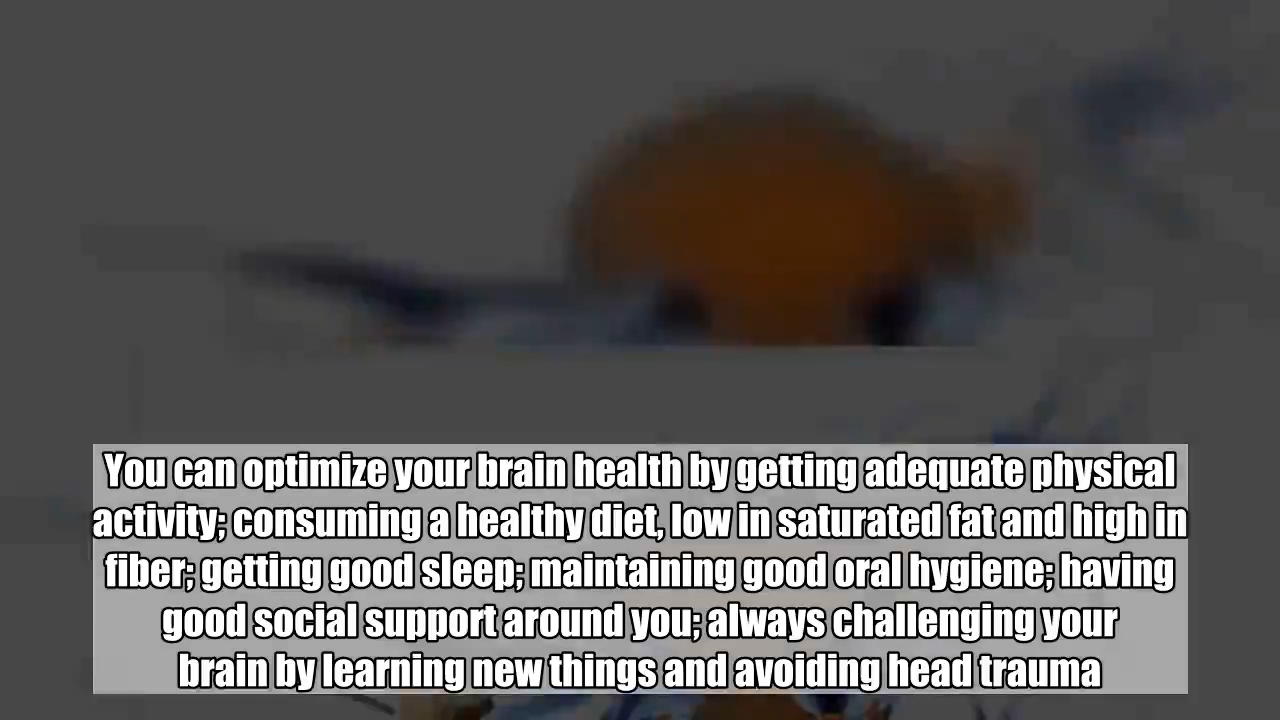 You can optimize your brain health by getting adequate physical
activity; consuming a healthy diet, low in saturated fat and high in
fiber; getting good sleep; maintaining good oral hygiene; having
good social support around you; always challenging your
brain by learning new things and avoiding head trauma